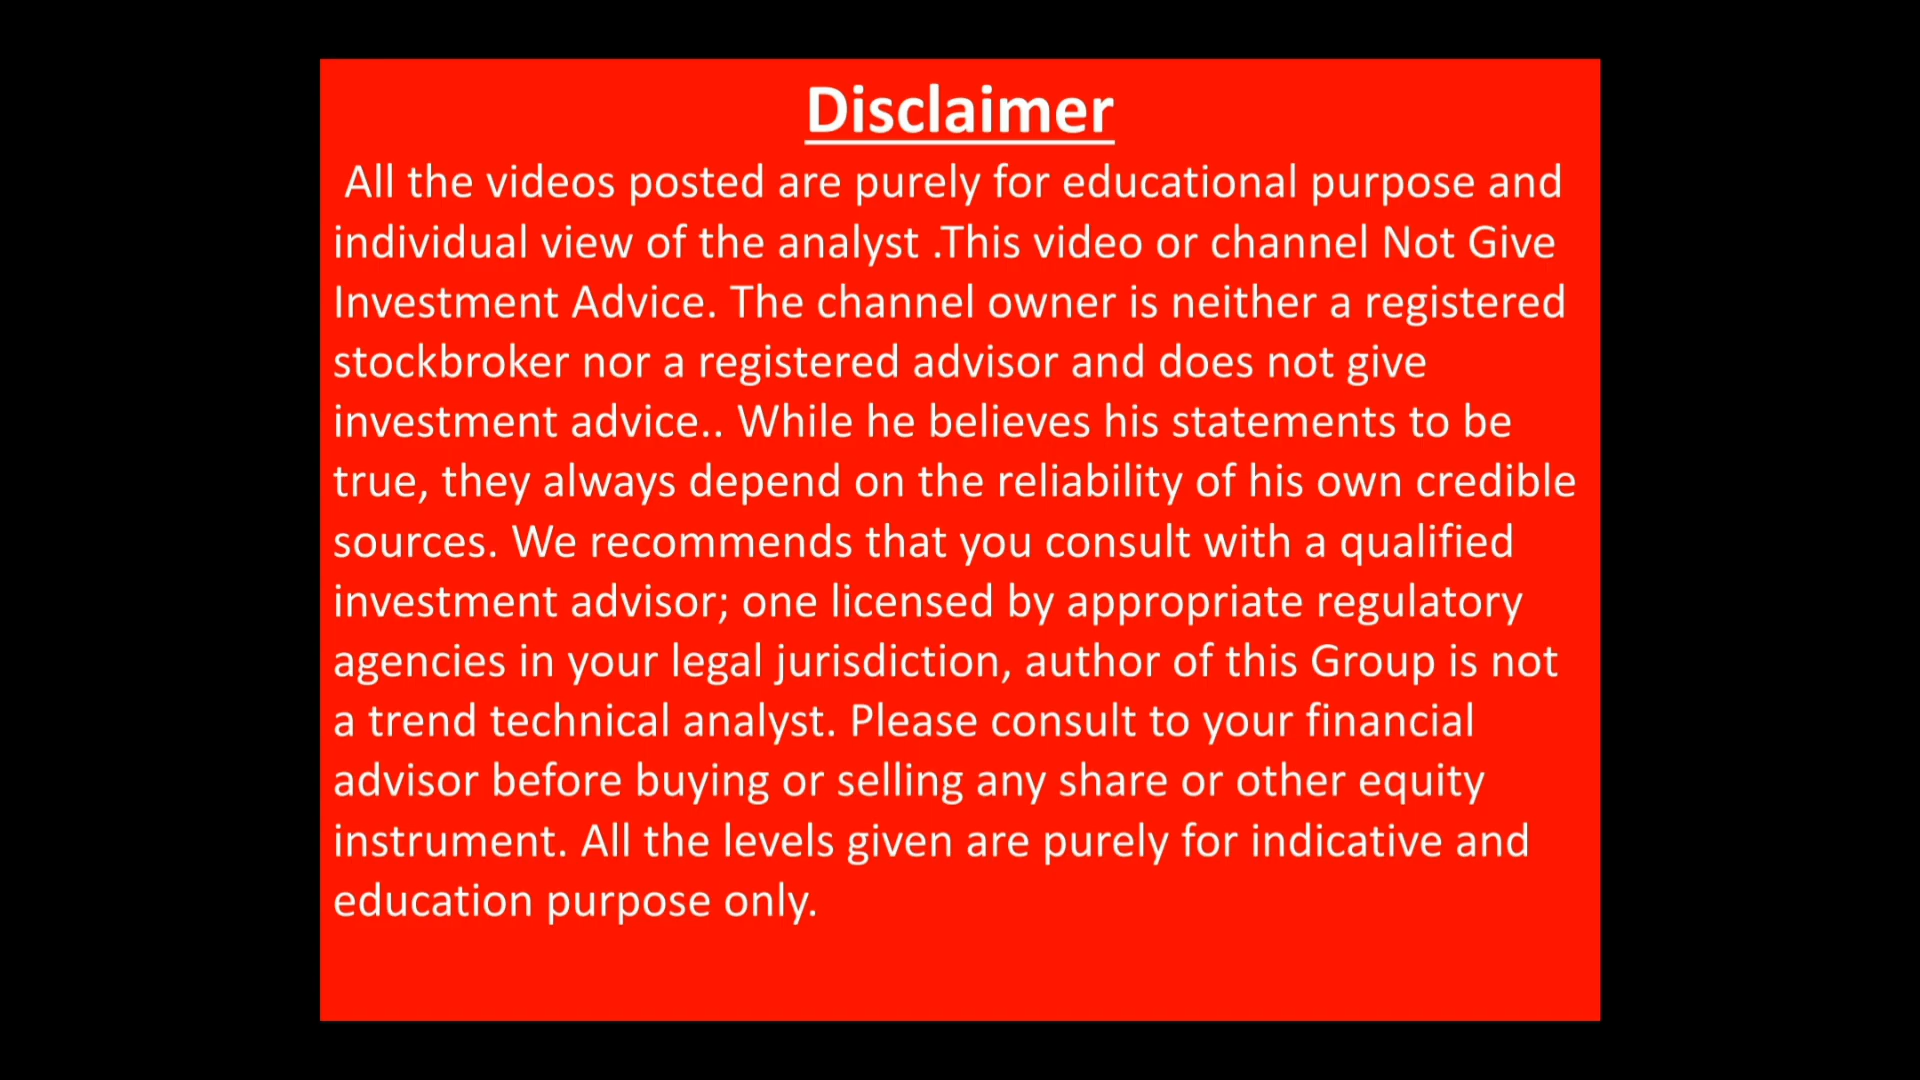 Disclaimer
All the videos posted are purely for educational purpose and
individual view of the analyst .This video or channel Not Give
Investment Advice. The channel owner is neither a registered
stockbroker nor a registered advisor and does not give
investment advice.. While he believes his statements to be
true, they always depend on the reliability of his own credible
sources. We recommends that you consult with a qualified
investment advisor; one licensed by appropriate regulatory
agencies in your legal jurisdiction, author of this Group is not
a trend technical analyst. Please consult to your financial
advisor before buying or selling any share or other equity
instrument. All the levels given are purely for indicative and
education purpose only.